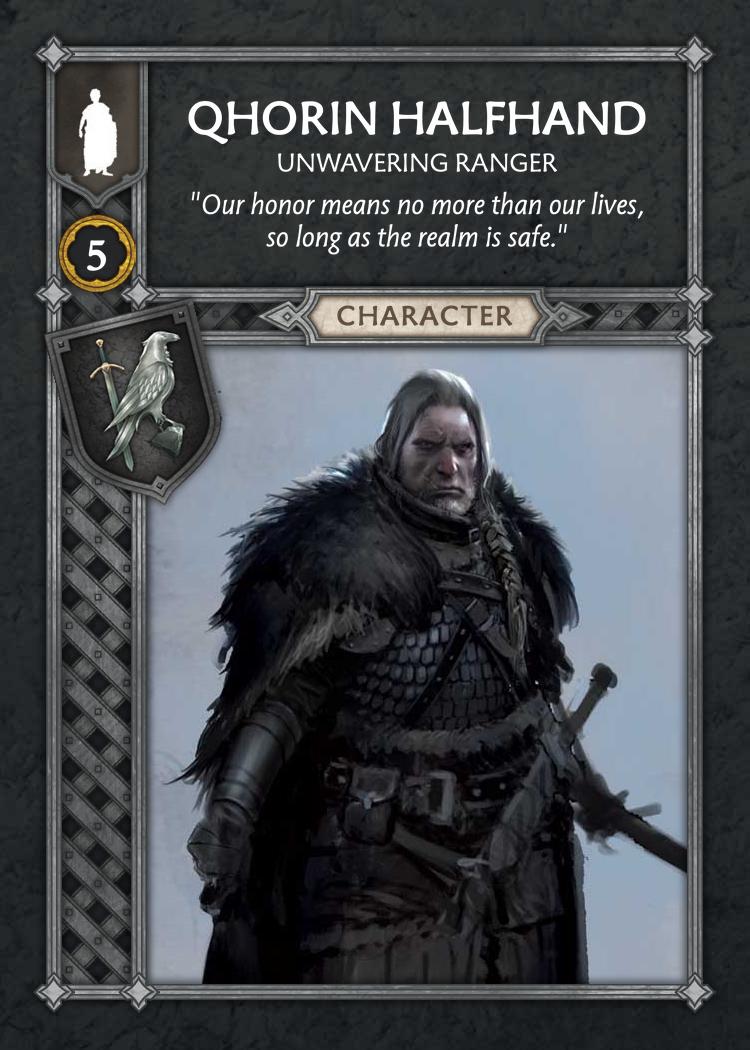 QHORIN HALFHAND
UNWAVERING RANGER
"Our honor means no more than our lives,
so long as the realm is safe."
5
CHARACTER